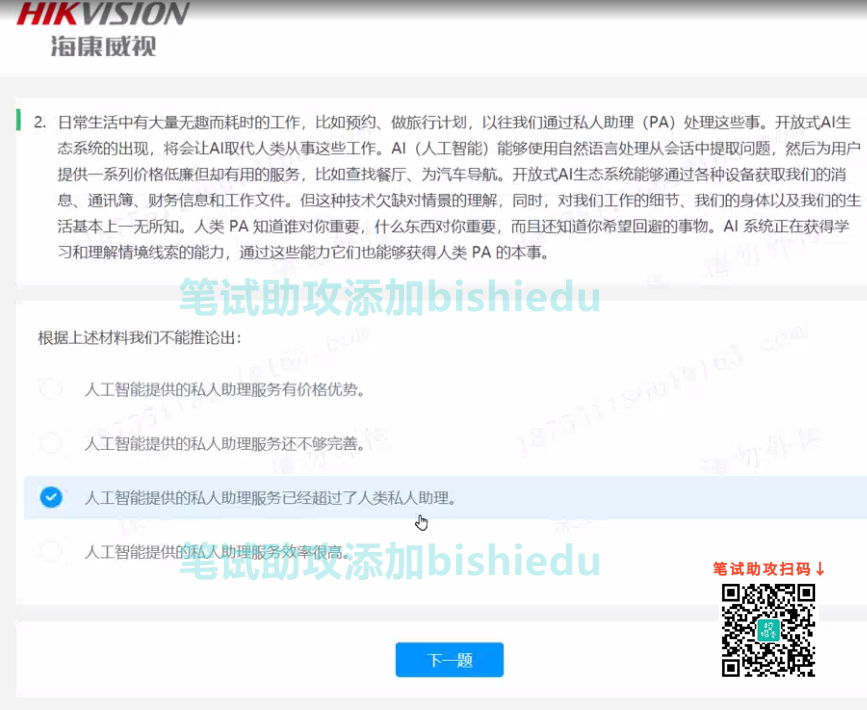 HIKVISION
海康威视
2. 日常生活中有大量无趣而耗时的工作，比如预约、做旅行计划，以往我们通过私人助理（PA）处理这些事。开放式AI生
态系统的出现，将会让AI取代人类从事这些工作。AI（人工智能）能够使用自然语言处理从会话中提取问题，然后为用户
提供一系列价格低廉但却有用的服务，比如查找餐厅、为汽车导航。开放式AI生态系统能够通过各种设备获取我们的消
息、通讯簿、财务信息和工作文件。但这种技术欠缺对情景的理解，同时，对我们工作的细节、我们的身体以及我们的生
活基本上一无所知。人类 PA 知道谁对你重要，什么东西对你重要，而且还知道你希望回避的事物。AI 系统正在获得学
习和理解情境线索的能力，通过这些能力它们也能够获得人类 PA 的本事。
笔试助攻添加bishiedu
根据上述材料我们不能推论出：
人工智能提供的私人助理服务有价格优势。
人工智能提供的私人助理服务还不够完善。
人工智能提供的私人助理服务已经超过了人类私人助理。
人工智能提供的私人助理服务效率很高。
笔试助攻添加bishiedu
笔试助攻扫码↓
下一题